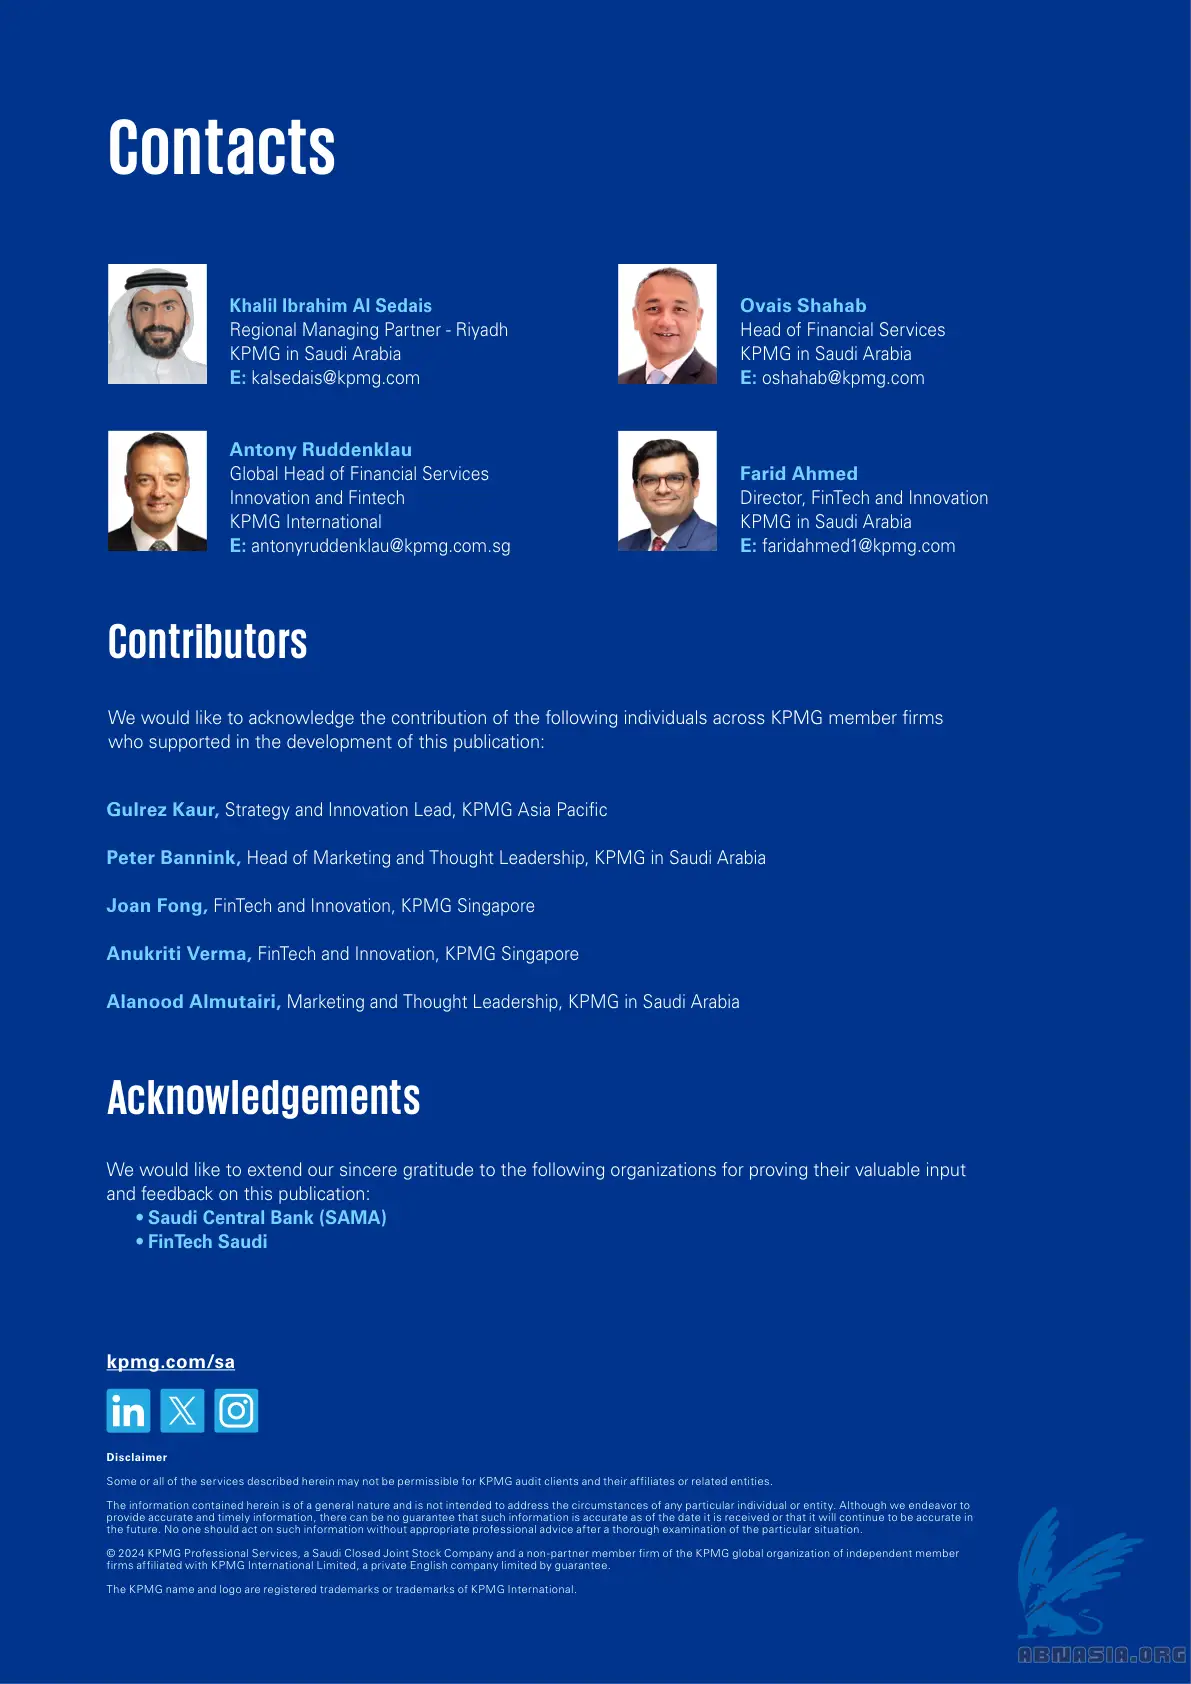 Contacts
Khalil Ibrahim Al Sedais
Regional Managing Partner - Riyadh
KPMG in Saudi Arabia
E: kalsedais@kpmg.com
Ovais Shahab
Head of Financial Services
KPMG in Saudi Arabia
E: oshahab@kpmg.com
Antony Ruddenklau
Global Head of Financial Services
Innovation and Fintech
KPMG International
E: antonyruddenklau@kpmg.com.sg
Farid Ahmed
Director, FinTech and Innovation
KPMG in Saudi Arabia
E: faridahmed1@kpmg.com
Contributors
We would like to acknowledge the contribution of the following individuals across KPMG member firms
who supported in the development of this publication:
Gulrez Kaur, Strategy and Innovation Lead, KPMG Asia Pacific
Peter Bannink, Head of Marketing and Thought Leadership, KPMG in Saudi Arabia
Joan Fong, FinTech and Innovation, KPMG Singapore
Anukriti Verma, FinTech and Innovation, KPMG Singapore
Alanood Almutairi, Marketing and Thought Leadership, KPMG in Saudi Arabia
Acknowledgements
We would like to extend our sincere gratitude to the following organizations for proving their valuable input
and feedback on this publication:
• Saudi Central Bank (SAMA)
• FinTech Saudi
kpmg.com/sa
in X
Disclaimer
Some or all of the services described herein may not be permissible for KPMG audit clients and their affiliates or related entities.
The information contained herein is of a general nature and is not intended to address the circumstances of any particular individual or entity. Although we endeavor to
provide accurate and timely information, there can be no guarantee that such information is accurate as of the date it is received or that it will continue to be accurate in
the future. No one should act on such information without appropriate professional advice after a thorough examination of the particular situation.
© 2024 KPMG Professional Services, a Saudi Closed Joint Stock Company and a non-partner member firm of the KPMG global organization of independent member
firms affiliated with KPMG International Limited, a private English company limited by guarantee.
The KPMG name and logo are registered trademarks or trademarks of KPMG International.
ABNASIA.ORG